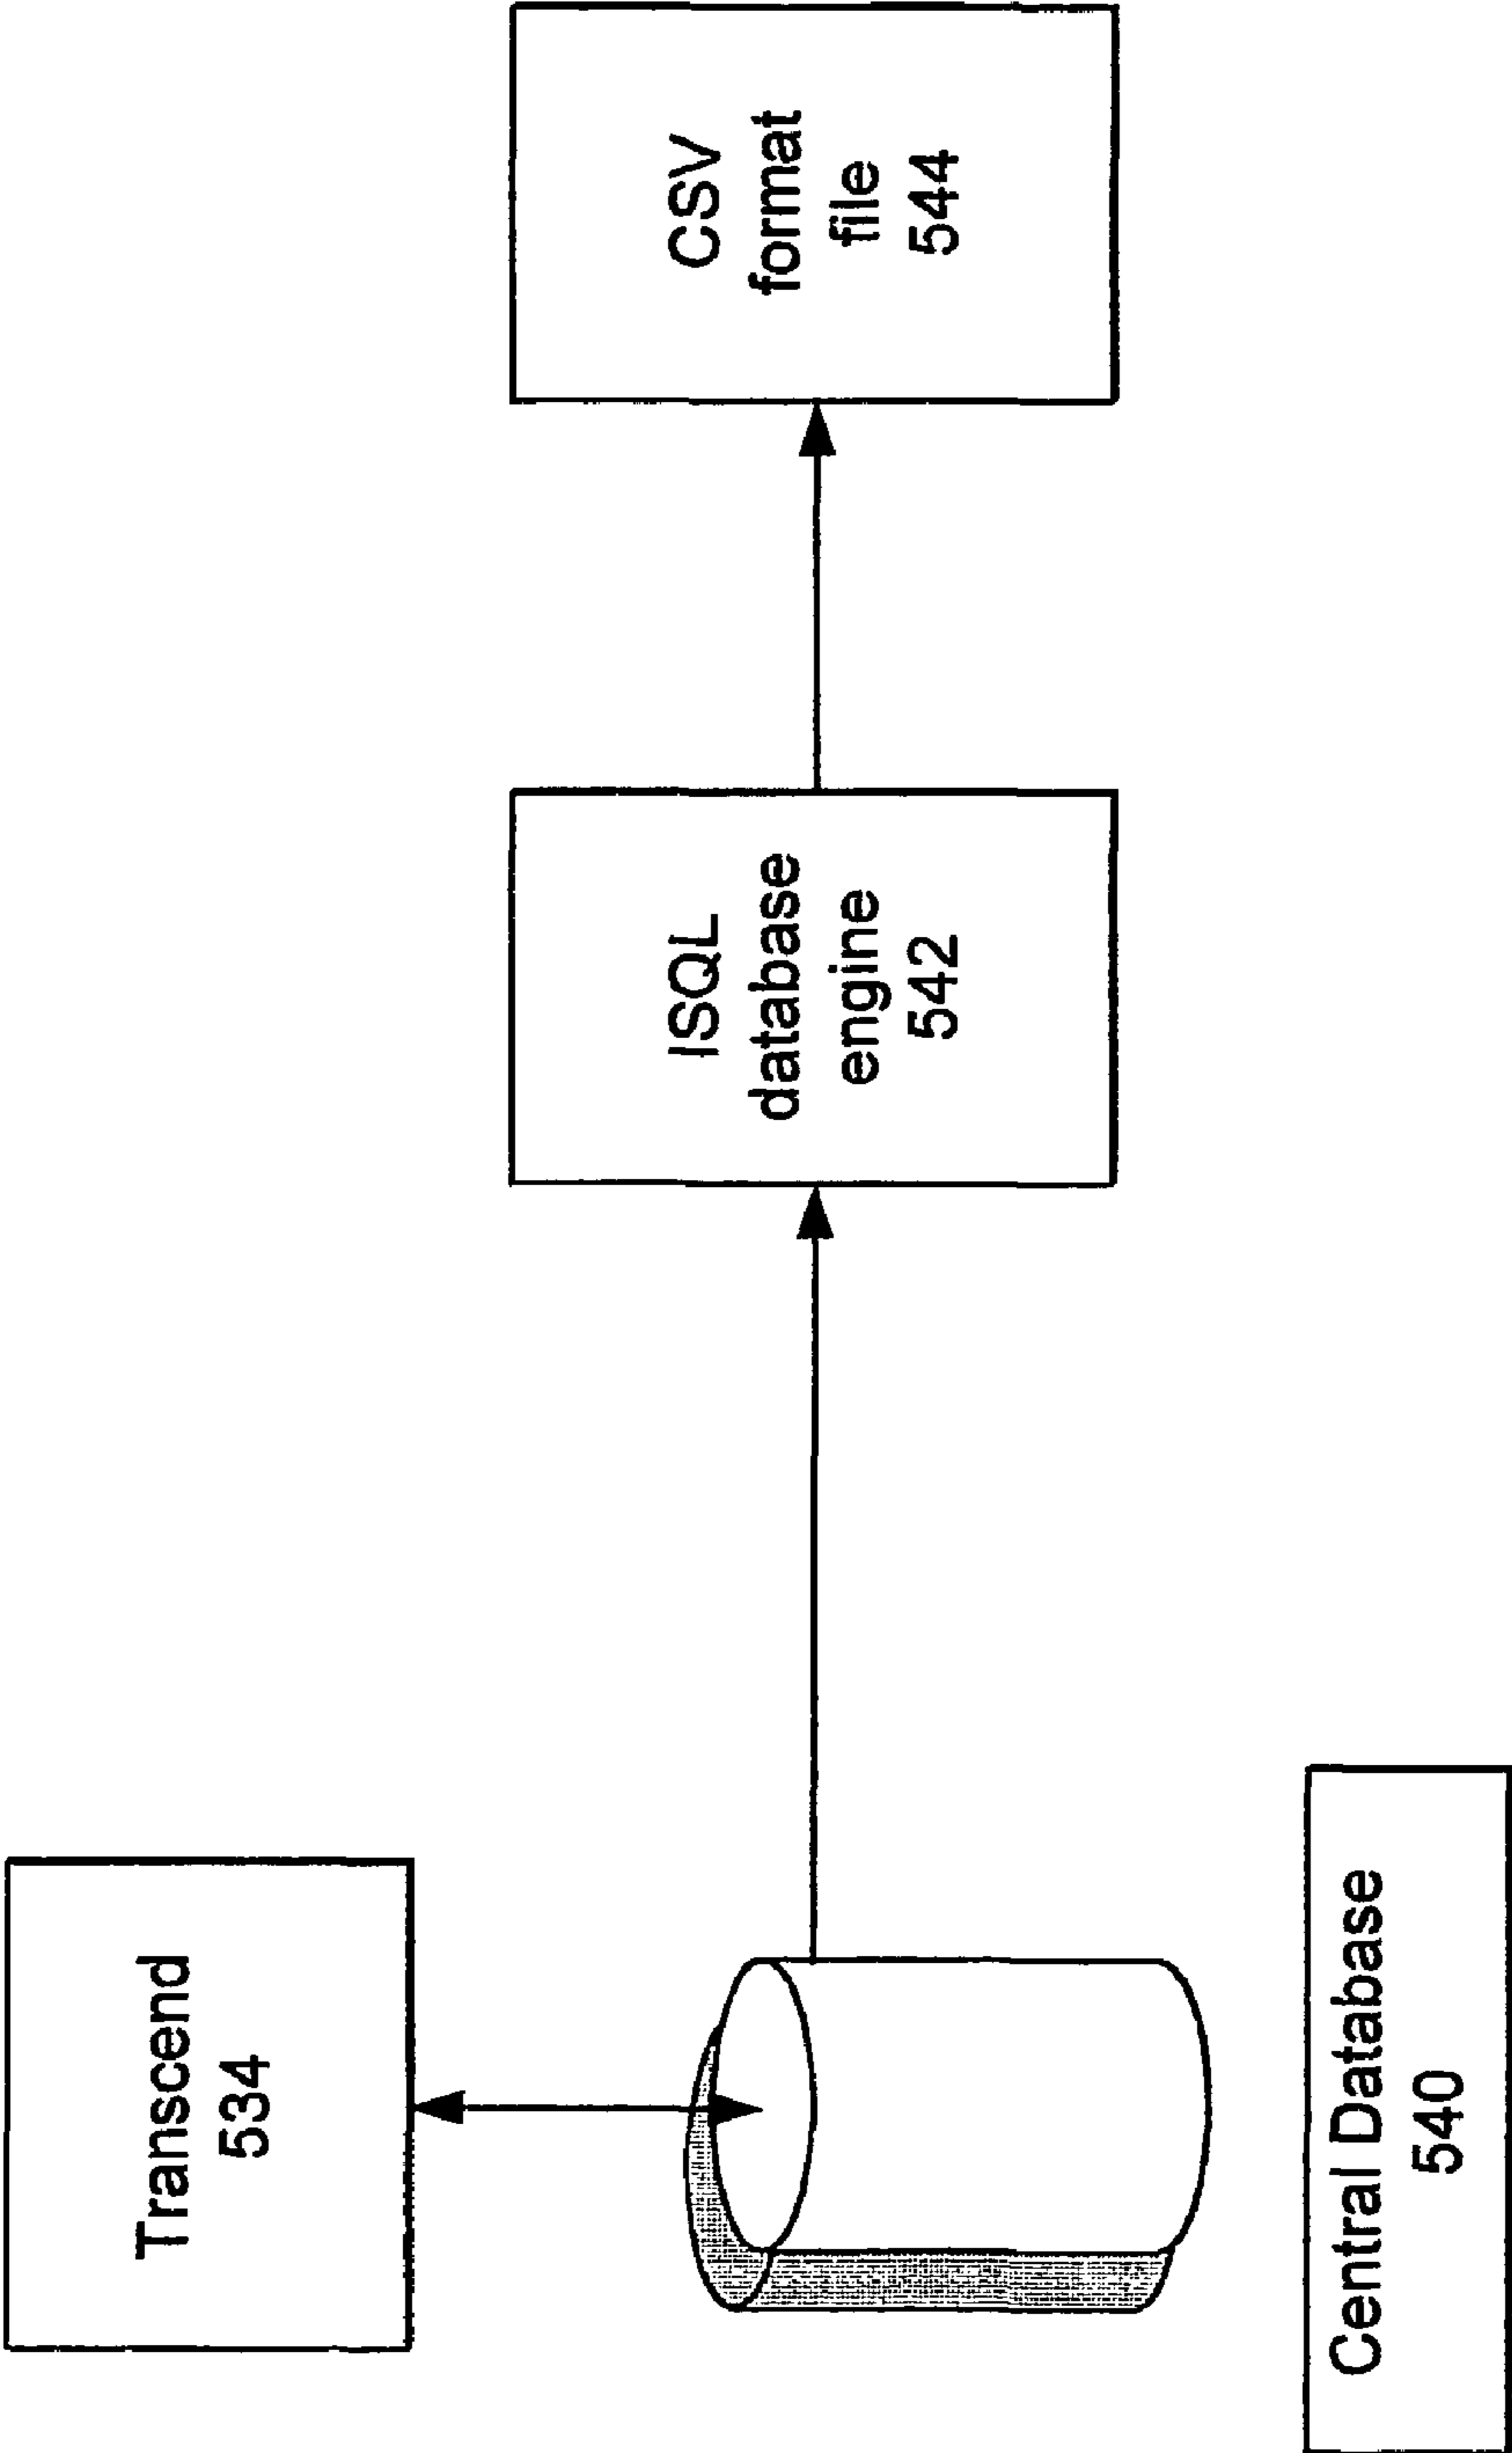 Transcend
534
Central Database
540
ISQL
database
engine
542
CSV
format
file
544